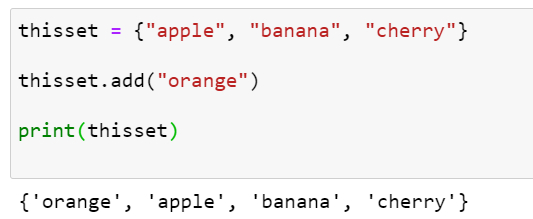 thisset = {"apple", "banana", "cherry"}
thisset.add("orange")
print(thisset)
{'orange', 'apple', 'banana', 'cherry'}